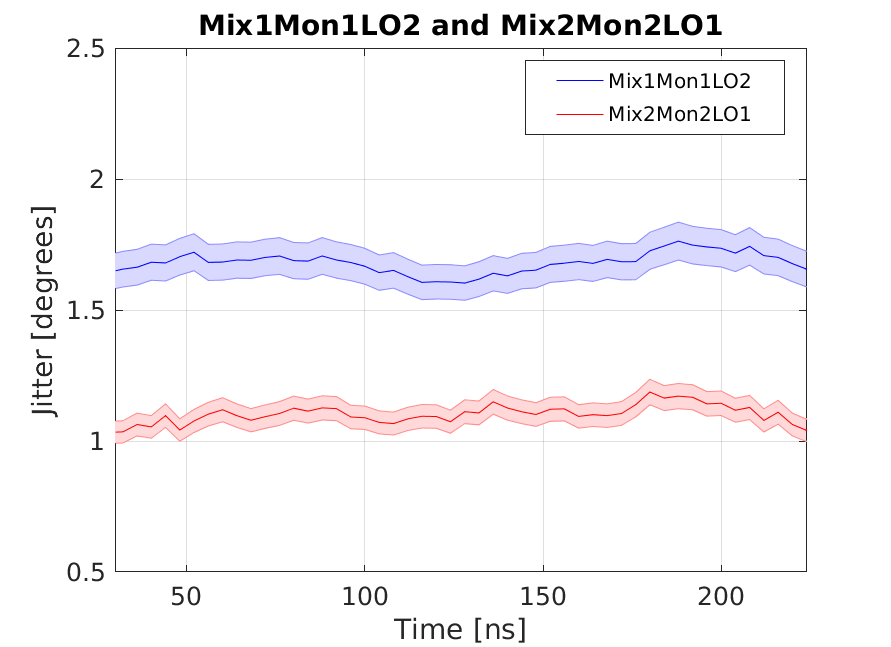 Mix1Mon1LO2 and Mix2Mon2LO1
2.5
2
1.5
1
0.5
Jitter [degrees]
Mix1Mon1LO2
Mix2Mon2LO1
50
100
150
200
Time [ns]